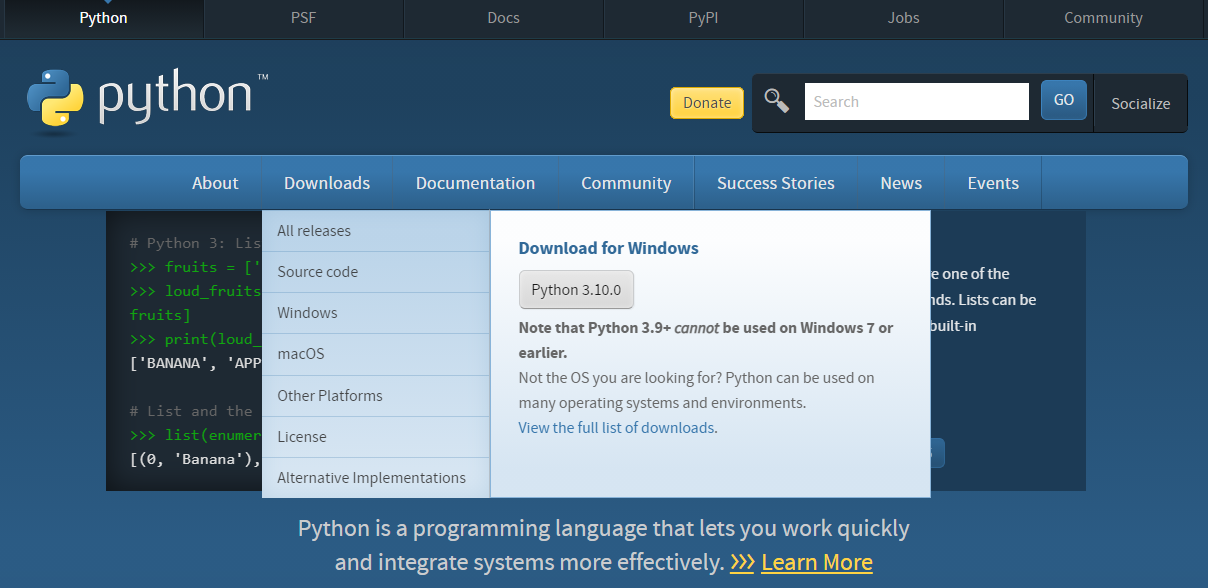 Python PSF Docs PyPI Jobs Community
python™
Donate Search GO Socialize
About Downloads Documentation Community Success Stories News Events
# Python 3: Lis
>>> fruits = ['
>>> loud_fruits
fruits]
>>> print(loud_
['BANANA', 'APP
# List and the
>>> list(enumer
[(0, 'Banana'),
All releases
Source code
Windows
macOS
Other Platforms
License
Alternative Implementations
Download for Windows
Python 3.10.0
Note that Python 3.9+ cannot be used on Windows 7 or
earlier.
Not the OS you are looking for? Python can be used on
many operating systems and environments.
View the full list of downloads.
e one of the
nds. Lists can be
built-in
Python is a programming language that lets you work quickly
and integrate systems more effectively. >>> Learn More